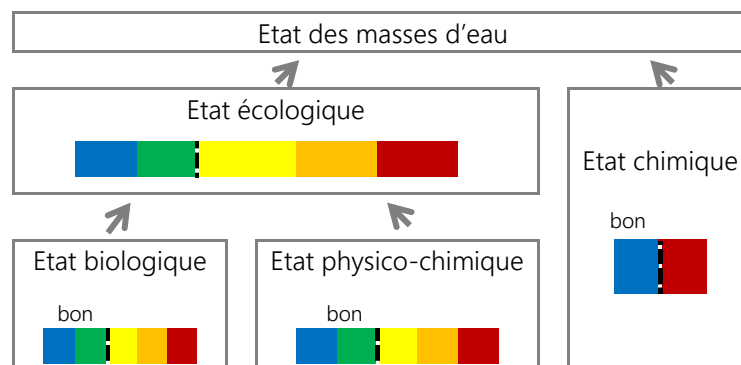 Etat des masses d'eau
Etat écologique
Etat chimique
bon
Etat biologique
bon
Etat physico-chimique
bon